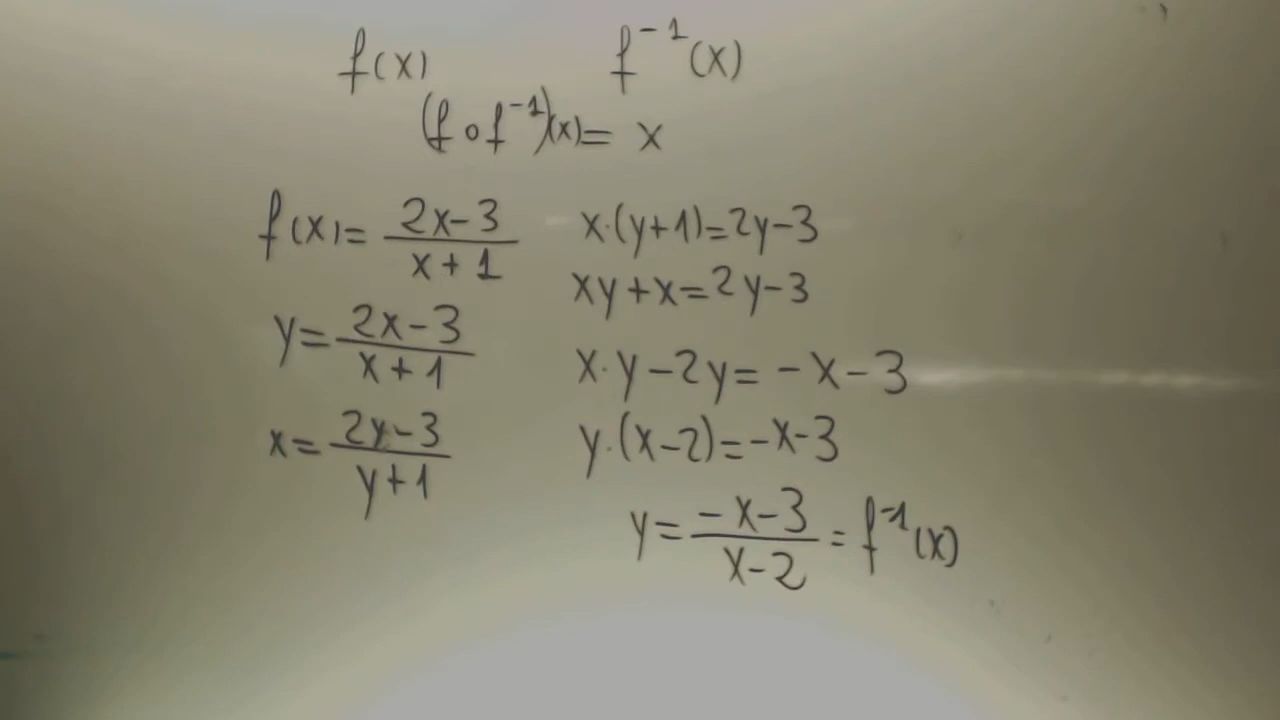 f(x) f⁻¹(x)
(f∘f⁻¹)(x)= x
f(x)= (2x-3)/(x+1)
y= (2x-3)/(x+1)
x= (2y-3)/(y+1)
x·(y+1)=2y-3
xy+x=2y-3
x·y-2y= -x-3
y·(x-2)=-x-3
y= (-x-3)/(x-2) = f⁻¹(x)